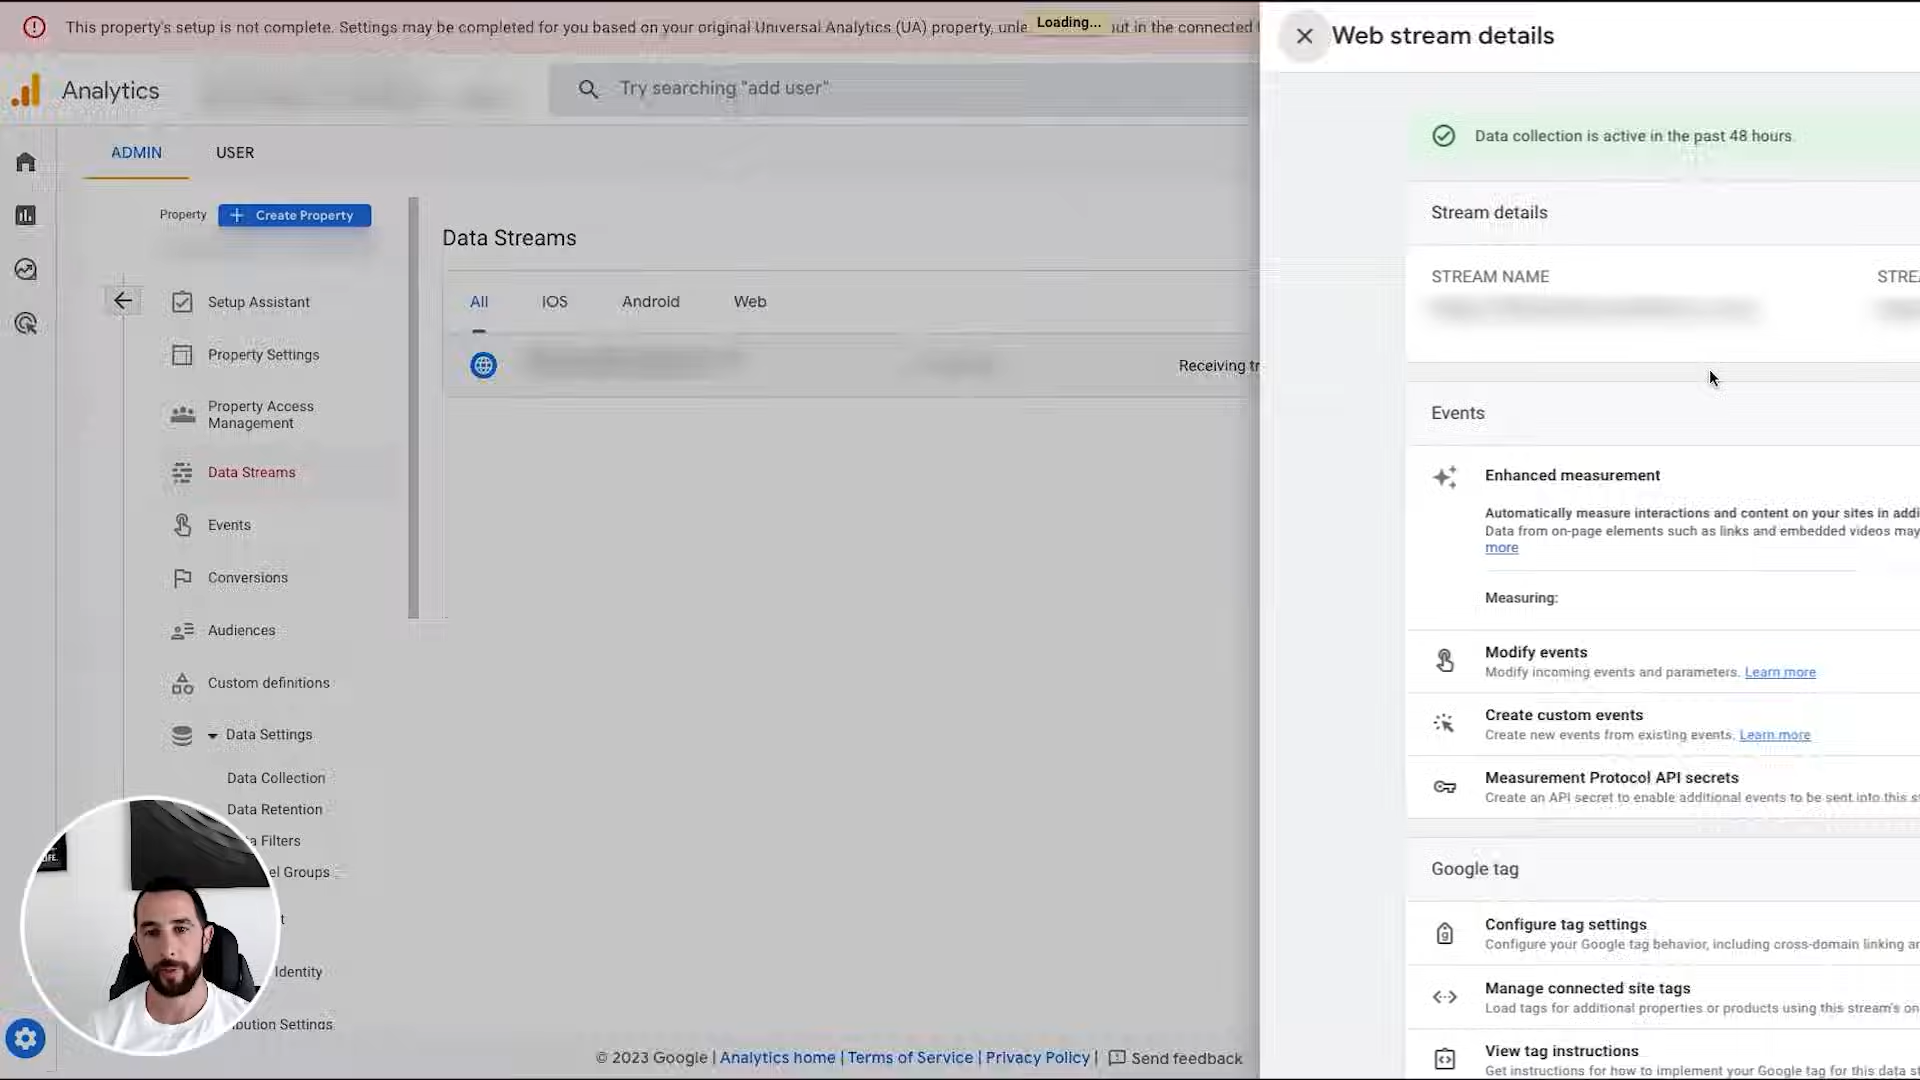 This property's setup is not complete. Settings may be completed for you based on your original Universal Analytics (UA) property, unle
Loading...
ut in the connected
Web stream details
Analytics
Try searching "add user"
Data collection is active in the past 48 hours.
ADMIN
USER
Property
Create Property
Stream details
Data Streams
STREAM NAME
STREA
All
iOS
Android
Web
Setup Assistant
Property Settings
Receiving tr
Property Access
Management
Events
Data Streams
Enhanced measurement
Automatically measure interactions and content on your sites in addi
Data from on-page elements such as links and embedded videos may
more
Events
Conversions
Measuring:
Audiences
Modify events
Modify incoming events and parameters. Learn more
Custom definitions
Create custom events
Create new events from existing events. Learn more
Data Settings
Data Collection
Measurement Protocol API secrets
Create an API secret to enable additional events to be sent into this st
Data Retention
a Filters
el Groups
Google tag
LIFE.
t
Configure tag settings
Configure your Google tag behavior, including cross-domain linking an
Identity
Manage connected site tags
Load tags for additional properties or products using this stream's on
bution Settings
View tag instructions
Get instructions for how to implement your Google tag for this data st
© 2023 Google | Analytics home | Terms of Service | Privacy Policy | Send feedback